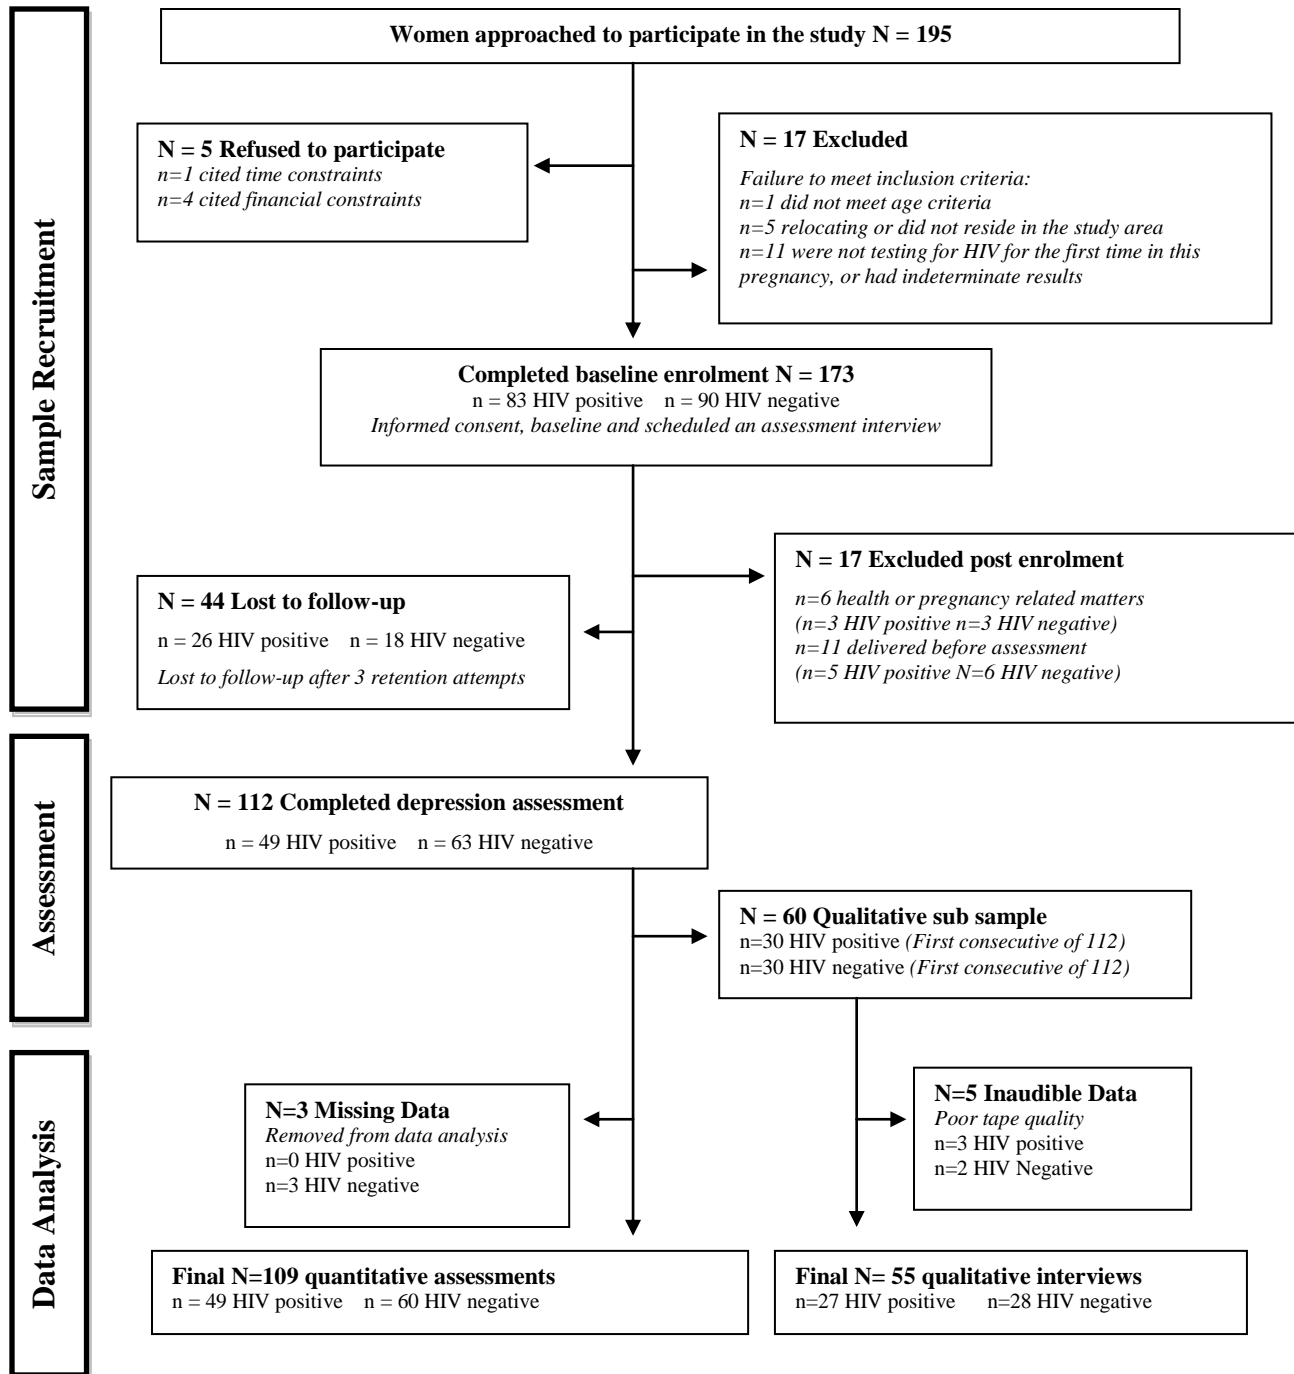 Sample Recruitment
Women approached to participate in the study N = 195
N = 5 Refused to participate
n=1 cited time constraints
n=4 cited financial constraints
N = 17 Excluded
Failure to meet inclusion criteria:
n=1 did not meet age criteria
n=5 relocating or did not reside in the study area
n=11 were not testing for HIV for the first time in this
pregnancy, or had indeterminate results
Completed baseline enrolment N = 173
n = 83 HIV positive n = 90 HIV negative
Informed consent, baseline and scheduled an assessment interview
N = 44 Lost to follow-up
n = 26 HIV positive n = 18 HIV negative
Lost to follow-up after 3 retention attempts
N = 17 Excluded post enrolment
n=6 health or pregnancy related matters
(n=3 HIV positive n=3 HIV negative)
n=11 delivered before assessment
(n=5 HIV positive N=6 HIV negative)
Assessment
N = 112 Completed depression assessment
n = 49 HIV positive n = 63 HIV negative
N = 60 Qualitative sub sample
n=30 HIV positive (First consecutive of 112)
n=30 HIV negative (First consecutive of 112)
Data Analysis
N=3 Missing Data
Removed from data analysis
n=0 HIV positive
n=3 HIV negative
N=5 Inaudible Data
Poor tape quality
n=3 HIV positive
n=2 HIV Negative
Final N=109 quantitative assessments
n = 49 HIV positive n = 60 HIV negative
Final N= 55 qualitative interviews
n=27 HIV positive n=28 HIV negative